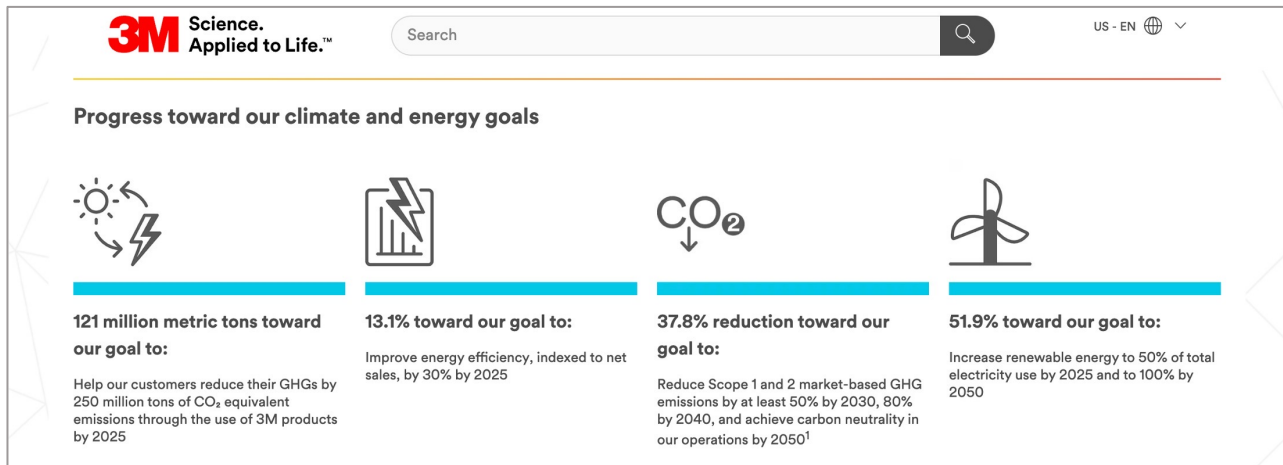 3M Science.
Applied to Life.™
Search
US - EN
Progress toward our climate and energy goals
CO₂
121 million metric tons toward
our goal to:
Help our customers reduce their GHGs by
250 million tons of CO₂ equivalent
emissions through the use of 3M products
by 2025
13.1% toward our goal to:
Improve energy efficiency, indexed to net
sales, by 30% by 2025
37.8% reduction toward our
goal to:
Reduce Scope 1 and 2 market-based GHG
emissions by at least 50% by 2030, 80%
by 2040, and achieve carbon neutrality in
our operations by 2050¹
51.9% toward our goal to:
Increase renewable energy to 50% of total
electricity use by 2025 and to 100% by
2050